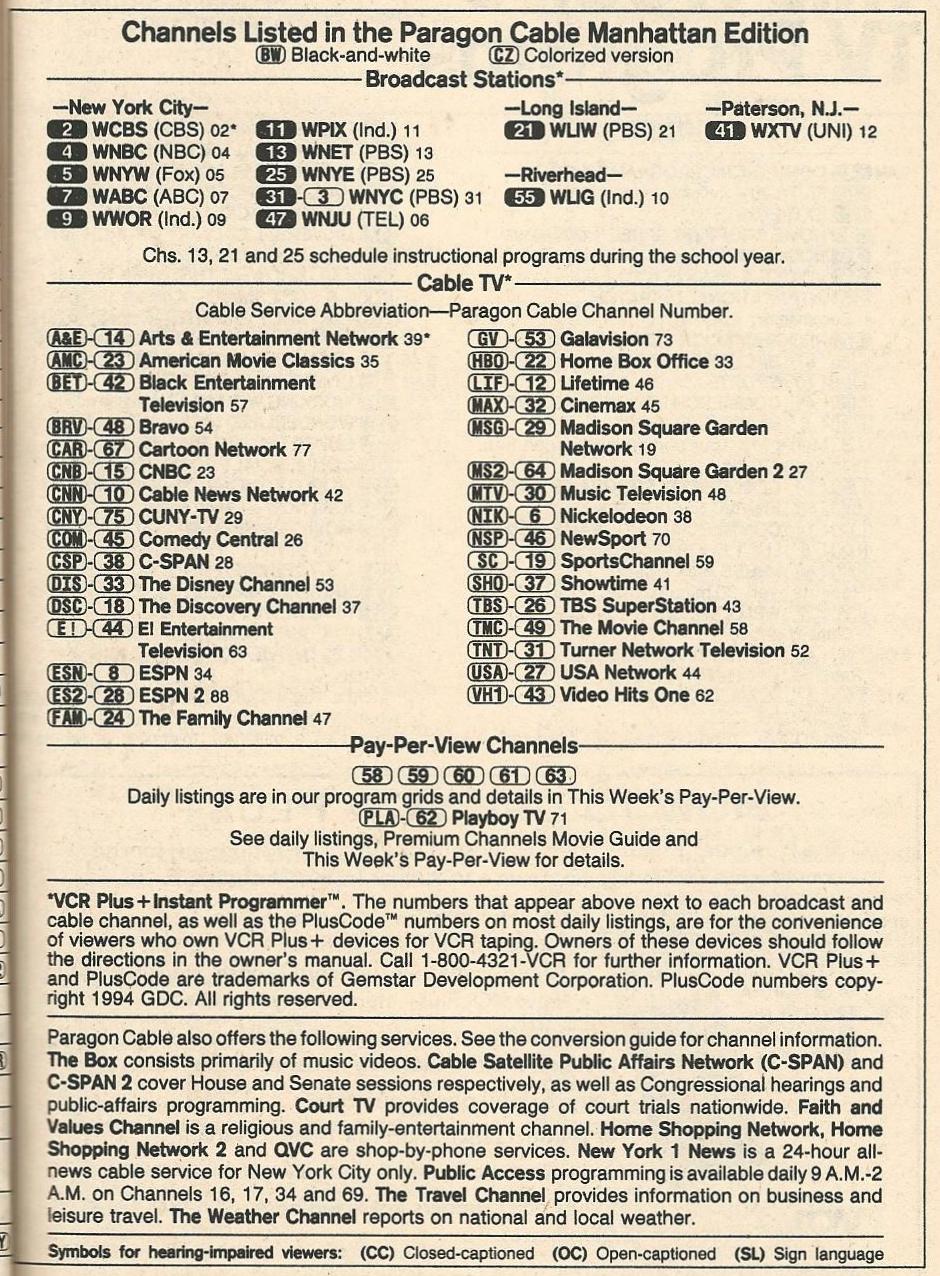 Channels Listed in the Paragon Cable Manhattan Edition
BW Black-and-white CZ Colorized version
Broadcast Stations*
—New York City—
2 WCBS (CBS) 02*
4 WNBC (NBC) 04
5 WNYW (Fox) 05
7 WABC (ABC) 07
9 WWOR (Ind.) 09
11 WPIX (Ind.) 11
13 WNET (PBS) 13
25 WNYE (PBS) 25
31-3 WNYC (PBS) 31
47 WNJU (TEL) 06
—Long Island—
21 WLIW (PBS) 21
—Riverhead—
55 WLIG (Ind.) 10
—Paterson, N.J.—
41 WXTV (UNI) 12
Chs. 13, 21 and 25 schedule instructional programs during the school year.
Cable TV*
Cable Service Abbreviation—Paragon Cable Channel Number.
A&E-14 Arts & Entertainment Network 39*
AMC-23 American Movie Classics 35
BET-42 Black Entertainment
Television 57
BRV-48 Bravo 54
CAR-67 Cartoon Network 77
CNB-15 CNBC 23
CNN-10 Cable News Network 42
CNY-75 CUNY-TV 29
COM-45 Comedy Central 26
CSP-38 C-SPAN 28
DIS-33 The Disney Channel 53
DSC-18 The Discovery Channel 37
E!-44 E! Entertainment
Television 63
ESN-8 ESPN 34
ES2-28 ESPN 2 88
FAM-24 The Family Channel 47
GV-53 Galavision 73
HBO-22 Home Box Office 33
LIF-12 Lifetime 46
MAX-32 Cinemax 45
MSG-29 Madison Square Garden
Network 19
MS2-64 Madison Square Garden 2 27
MTV-30 Music Television 48
NIK-6 Nickelodeon 38
NSP-46 NewSport 70
SC-19 SportsChannel 59
SHO-37 Showtime 41
TBS-26 TBS SuperStation 43
TMC-49 The Movie Channel 58
TNT-31 Turner Network Television 52
USA-27 USA Network 44
VH1-43 Video Hits One 62
Pay-Per-View Channels
58 59 60 61 63
Daily listings are in our program grids and details in This Week's Pay-Per-View.
PLA-62 Playboy TV 71
See daily listings, Premium Channels Movie Guide and
This Week's Pay-Per-View for details.
*VCR Plus+Instant Programmer™. The numbers that appear above next to each broadcast and
cable channel, as well as the PlusCode™ numbers on most daily listings, are for the convenience
of viewers who own VCR Plus+ devices for VCR taping. Owners of these devices should follow
the directions in the owner's manual. Call 1-800-4321-VCR for further information. VCR Plus+
and PlusCode are trademarks of Gemstar Development Corporation. PlusCode numbers copy-
right 1994 GDC. All rights reserved.
Paragon Cable also offers the following services. See the conversion guide for channel information.
The Box consists primarily of music videos. Cable Satellite Public Affairs Network (C-SPAN) and
C-SPAN 2 cover House and Senate sessions respectively, as well as Congressional hearings and
public-affairs programming. Court TV provides coverage of court trials nationwide. Faith and
Values Channel is a religious and family-entertainment channel. Home Shopping Network, Home
Shopping Network 2 and QVC are shop-by-phone services. New York 1 News is a 24-hour all-
news cable service for New York City only. Public Access programming is available daily 9 A.M.-2
A.M. on Channels 16, 17, 34 and 69. The Travel Channel provides information on business and
leisure travel. The Weather Channel reports on national and local weather.
Symbols for hearing-impaired viewers: (CC) Closed-captioned (OC) Open-captioned (SL) Sign language